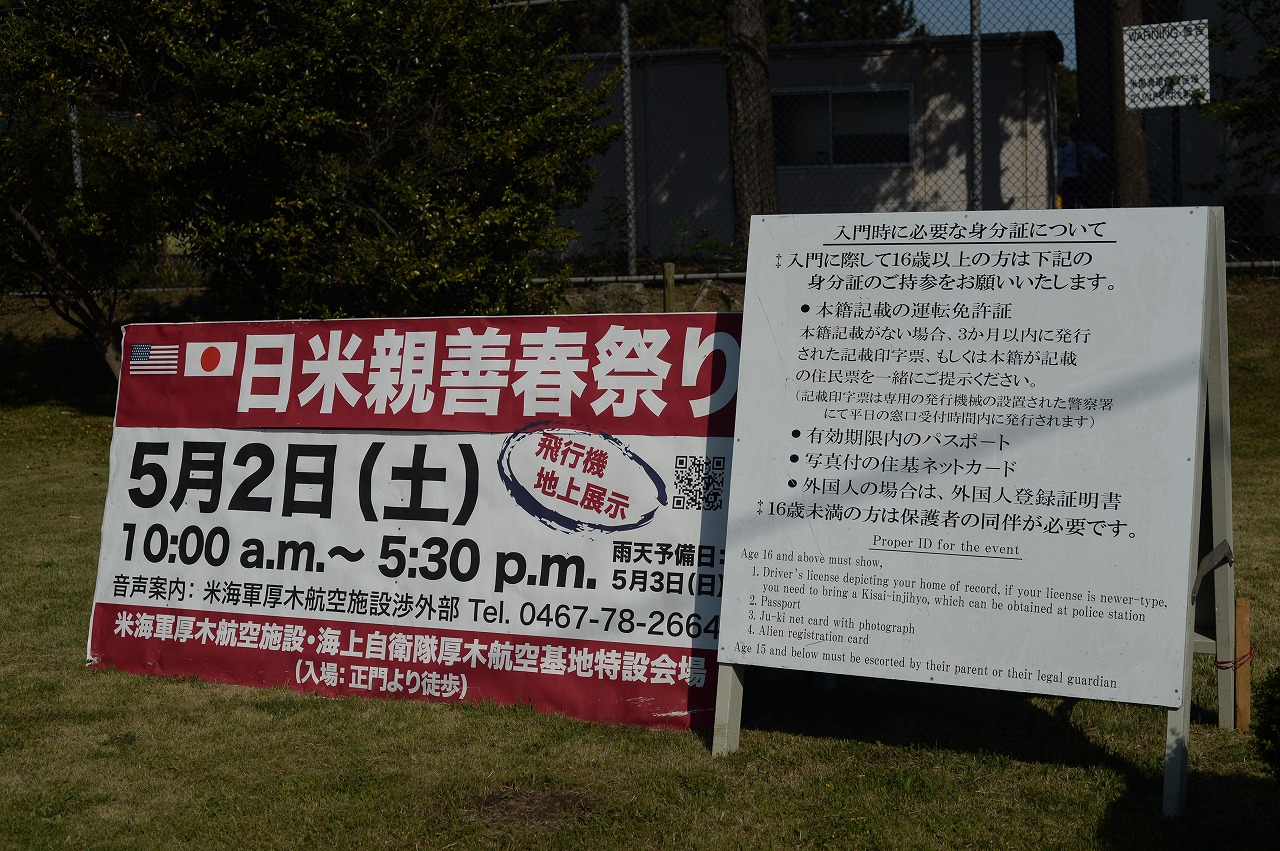 日米親善春祭り
5月2日(土)
飛行機
地上展示
10:00 a.m.〜5:30 p.m.
雨天予備日:
5月3日(日)
音声案内: 米海軍厚木航空施設渉外部 Tel. 0467-78-2664
米海軍厚木航空施設・海上自衛隊厚木航空基地特設会場
(入場: 正門より徒歩)
入門時に必要な身分証について
‡入門に際して16歳以上の方は下記の
身分証のご持参をお願いいたします。
●本籍記載の運転免許証
本籍記載がない場合、3か月以内に発行
された記載印字票、もしくは本籍が記載
の住民票を一緒にご提示ください。
(記載印字票は専用の発行機械の設置された警察署
にて平日の窓口受付時間内に発行されます)
●有効期限内のパスポート
●写真付の住基ネットカード
●外国人の場合は、外国人登録証明書
‡16歳未満の方は保護者の同伴が必要です。
Proper ID for the event
Age 16 and above must show,
1. Driver's license depicting your home of record, if your license is newer-type,
you need to bring a Kisai-injihyo, which can be obtained at police station
2. Passport
3. Ju-ki net card with photograph
4. Alien registration card
Age 15 and below must be escorted by their parent or their legal guardian
WARNING 警告